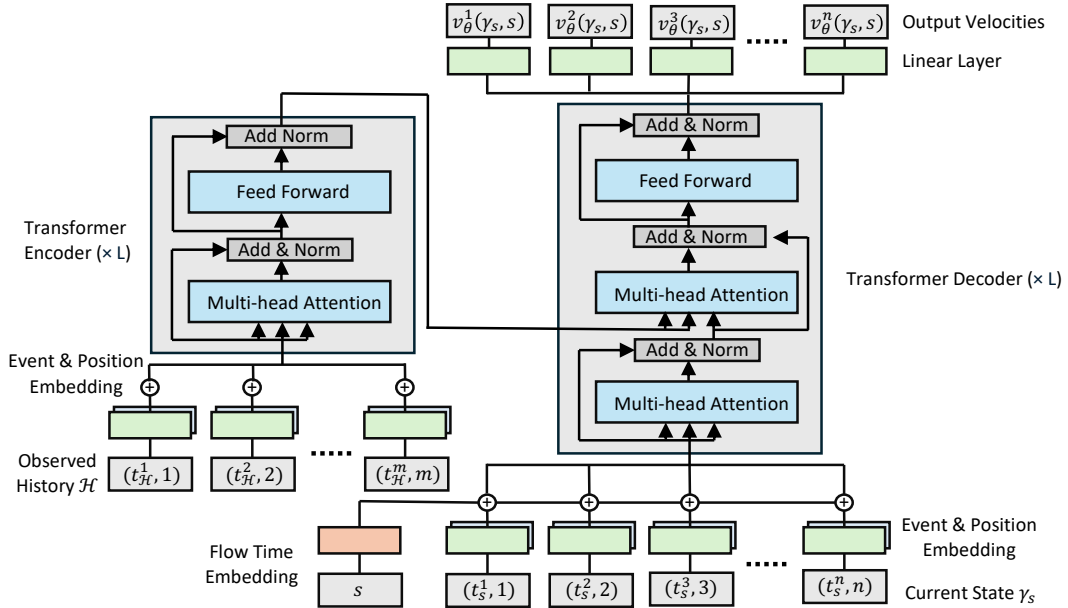 v_θ^1(γ_s, s) v_θ^2(γ_s, s) v_θ^3(γ_s, s) ...... v_θ^n(γ_s, s)
Output Velocities
Linear Layer
Add Norm
Feed Forward
Add & Norm
Multi-head Attention
Transformer
Encoder (× L)
Add & Norm
Feed Forward
Add & Norm
Multi-head Attention
Add & Norm
Multi-head Attention
Transformer Decoder (× L)
Event & Position
Embedding
+ + +
Observed
History ℋ
(t_ℋ^1, 1) (t_ℋ^2, 2) ...... (t_ℋ^m, m)
+ + + +
Flow Time
Embedding
s
(t_s^1, 1) (t_s^2, 2) (t_s^3, 3) ...... (t_s^n, n)
Event & Position
Embedding
Current State γ_s